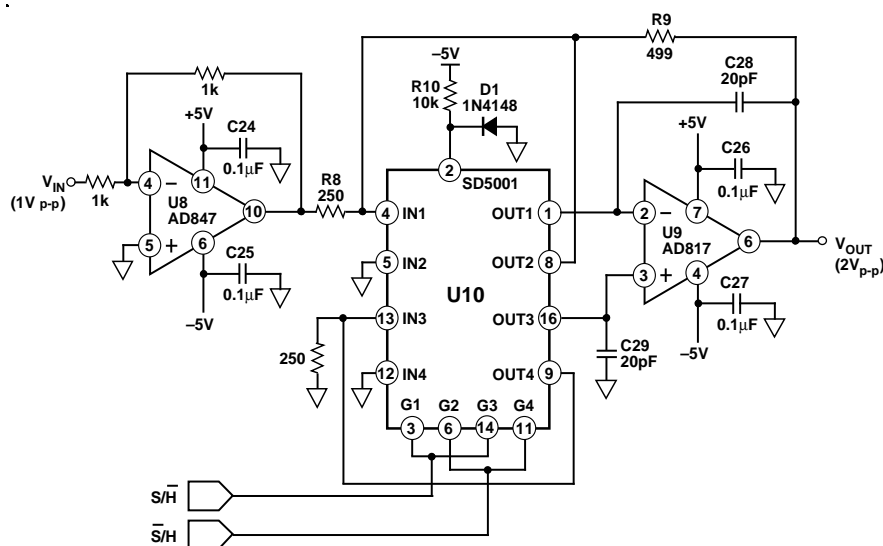 R9
499
C28
20pF
–5V
R10
10k
D1
1N4148
1k
+5V
C24
0.1µF
+5V
C26
0.1µF
2
SD5001
VIN
(1V p-p)
1k
4
–
11
U8
AD847
10
R8
250
4
IN1
OUT1
1
2
–
7
U9
AD817
6
VOUT
(2Vp-p)
5
+
6
5
IN2
OUT2
8
3
+
4
C25
0.1µF
U10
C27
0.1µF
–5V
13
IN3
OUT3
16
–5V
250
C29
20pF
12
IN4
OUT4
9
G1
G2
G3
G4
3
6
14
11
S/H̅
S̅/H